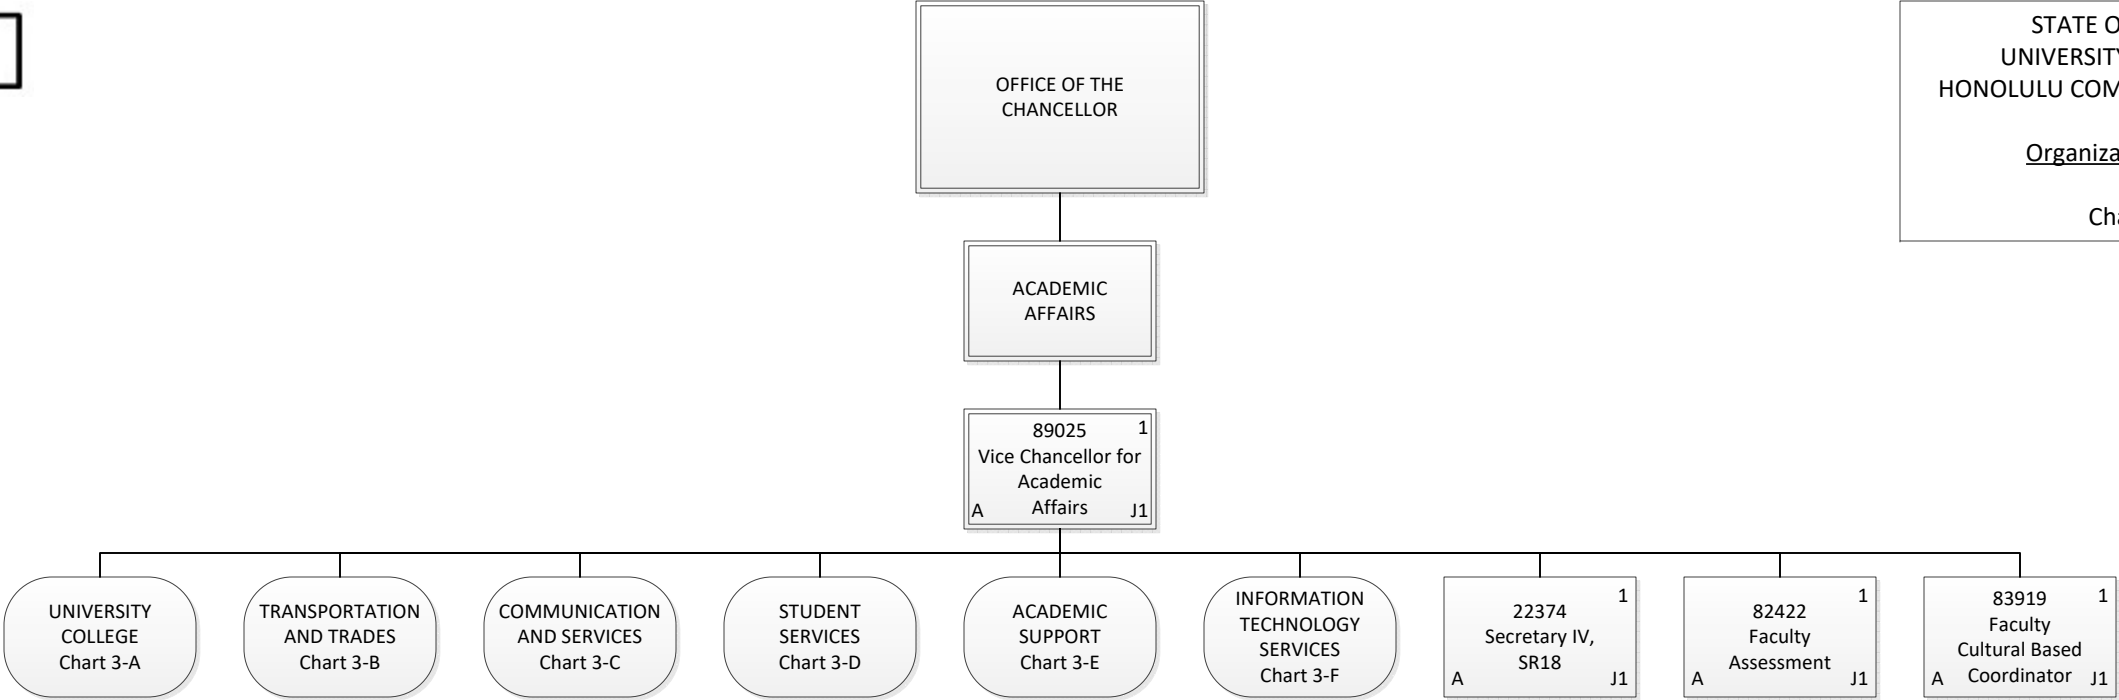 OFFICE OF THE
CHANCELLOR
STATE O
UNIVERSITY
HONOLULU COM
Organiza
Cha
ACADEMIC
AFFAIRS
89025 1
Vice Chancellor for
Academic
A Affairs J1
UNIVERSITY
COLLEGE
Chart 3-A
TRANSPORTATION
AND TRADES
Chart 3-B
COMMUNICATION
AND SERVICES
Chart 3-C
STUDENT
SERVICES
Chart 3-D
ACADEMIC
SUPPORT
Chart 3-E
INFORMATION
TECHNOLOGY
SERVICES
Chart 3-F
1
22374
Secretary IV,
SR18
A J1
1
82422
Faculty
Assessment
A J1
83919 1
Faculty
Cultural Based
A Coordinator J1